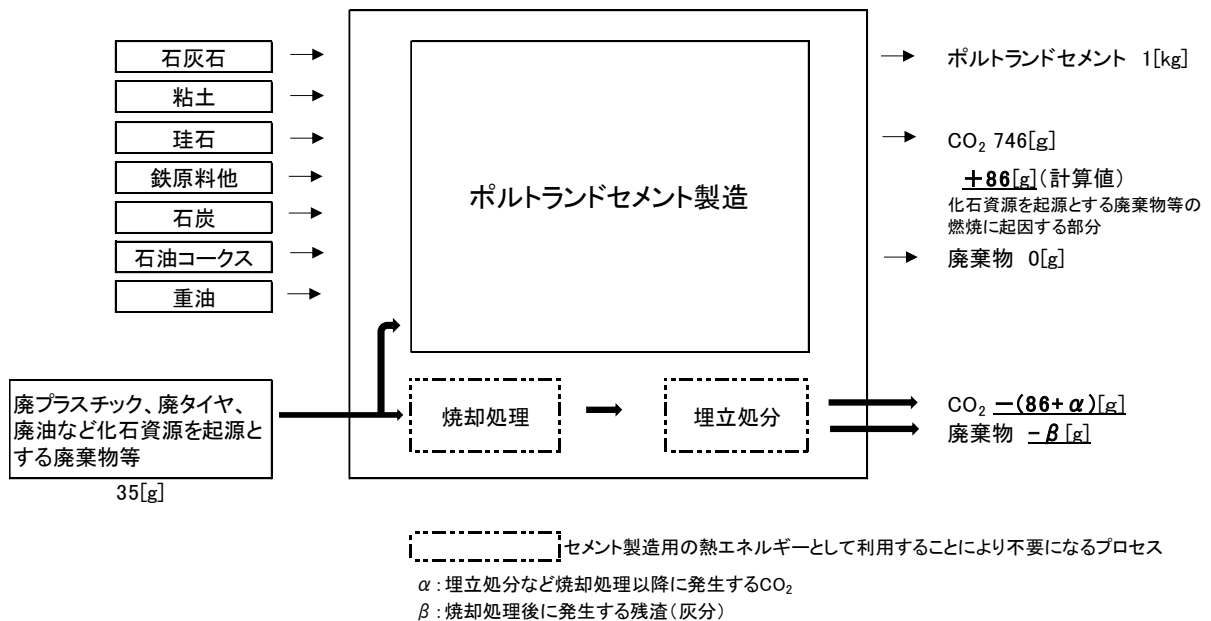 石灰石
粘土
珪石
鉄原料他
石炭
石油コークス
重油
廃プラスチック、廃タイヤ、
廃油など化石資源を起源と
する廃棄物等
35[g]
ポルトランドセメント製造
焼却処理
埋立処分
ポルトランドセメント 1[kg]
CO₂ 746[g]
+86[g](計算値)
化石資源を起源とする廃棄物等の
燃焼に起因する部分
廃棄物 0[g]
CO₂ -(86+α)[g]
廃棄物 -β[g]
セメント製造用の熱エネルギーとして利用することにより不要になるプロセス
α:埋立処分など焼却処理以降に発生するCO₂
β:焼却処理後に発生する残渣(灰分)